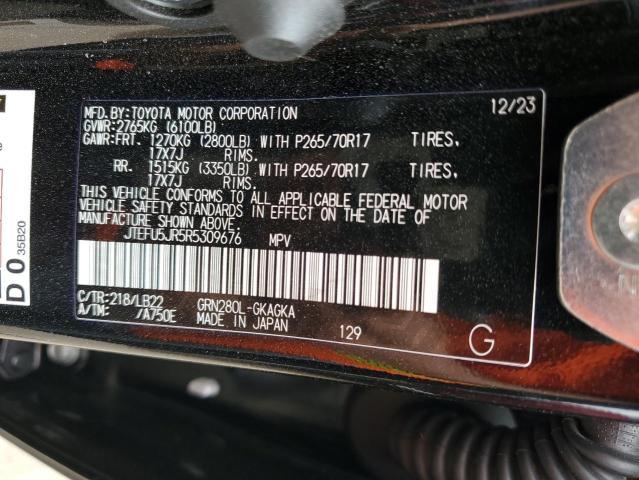 MFD.BY:TOYOTA MOTOR CORPORATION 12/23
GVWR:2765KG (6100LB)
GAWR:FRT. 1270KG (2800LB) WITH P265/70R17 TIRES,
17X7J RIMS.
RR. 1515KG (3350LB) WITH P265/70R17 TIRES,
17X7J RIMS.
THIS VEHICLE CONFORMS TO ALL APPLICABLE FEDERAL MOTOR
VEHICLE SAFETY STANDARDS IN EFFECT ON THE DATE OF
MANUFACTURE SHOWN ABOVE.
JTEFU5JR5R5309676 MPV
C/TR:218/LB22 GRN280L-GKAGKA
A/TM: /A750E MADE IN JAPAN 129 G
D0 35B20
N